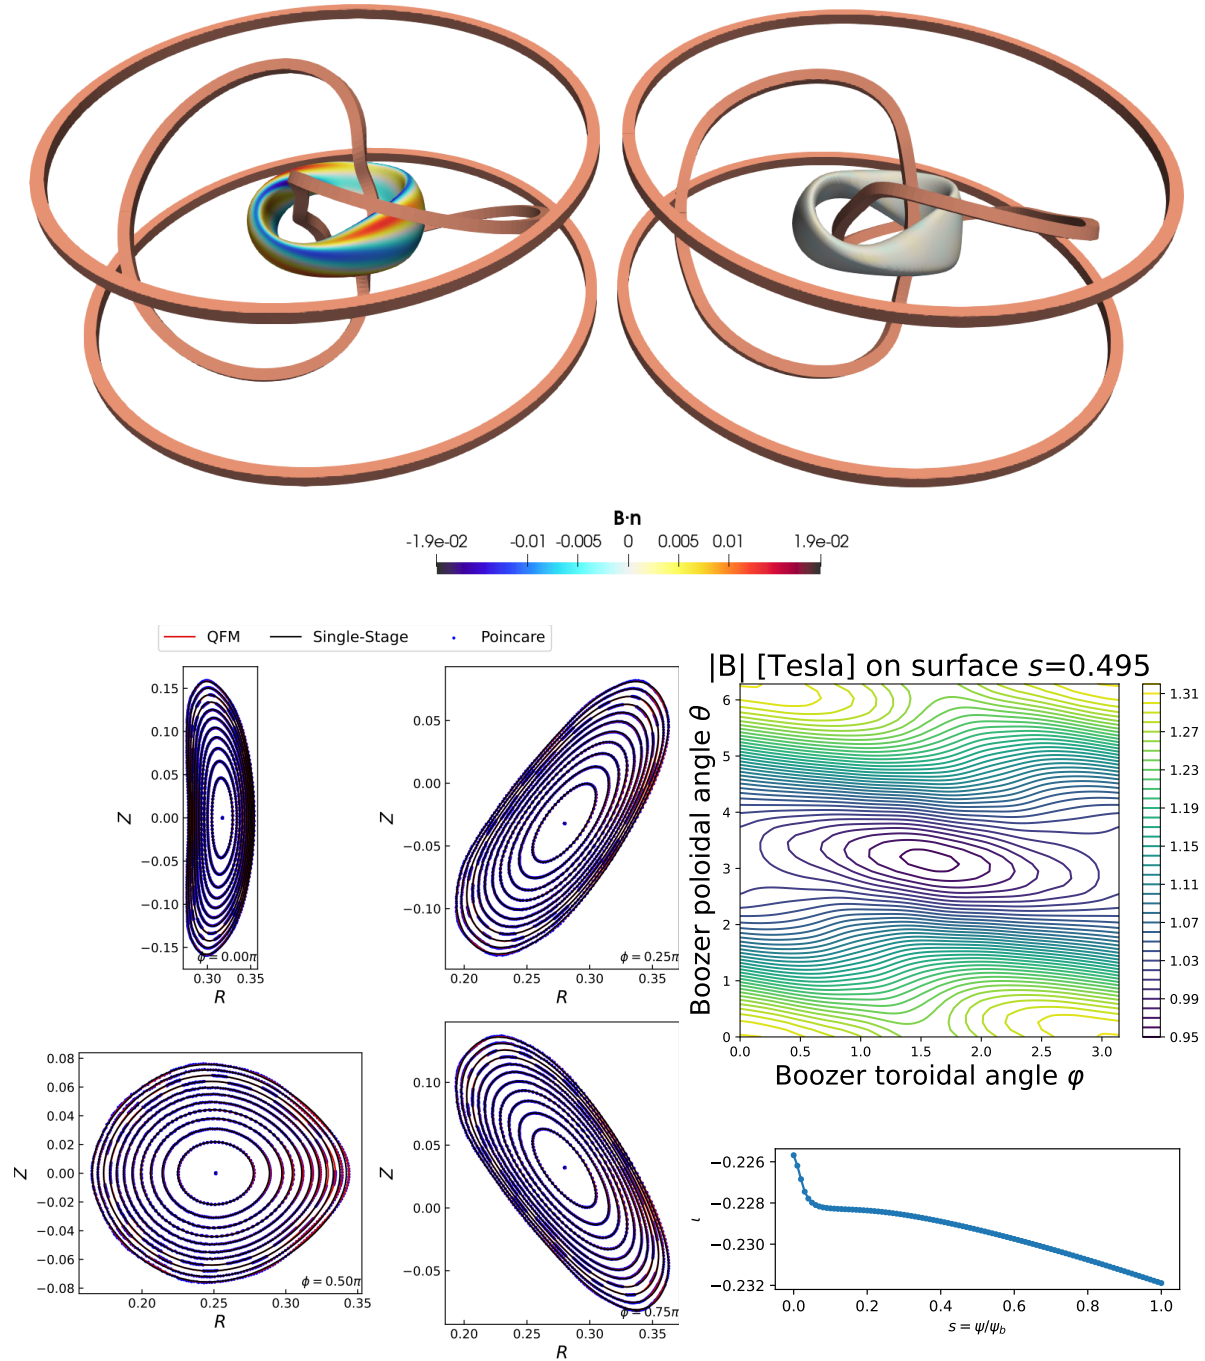 B·n
-1.9e-02 -0.01 -0.005 0 0.005 0.01 1.9e-02
QFM Single-Stage Poincare
0.15
0.10
0.05
0.00
−0.05
−0.10
−0.15
Z
ϕ = 0.00π
0.30 0.35
R
0.05
0.00
−0.05
−0.10
Z
ϕ = 0.25π
0.20 0.25 0.30 0.35
R
|B| [Tesla] on surface s=0.495
6
5
4
3
2
1
0
Boozer poloidal angle θ
0.0 0.5 1.0 1.5 2.0 2.5 3.0
Boozer toroidal angle φ
1.31
1.27
1.23
1.19
1.15
1.11
1.07
1.03
0.99
0.95
0.08
0.06
0.04
0.02
0.00
−0.02
−0.04
−0.06
−0.08
Z
ϕ = 0.50π
0.20 0.25 0.30 0.35
R
0.10
0.05
0.00
−0.05
Z
ϕ = 0.75π
0.20 0.25 0.30 0.35
R
−0.226
−0.228
−0.230
−0.232
ι
0.0 0.2 0.4 0.6 0.8 1.0
s = ψ/ψb